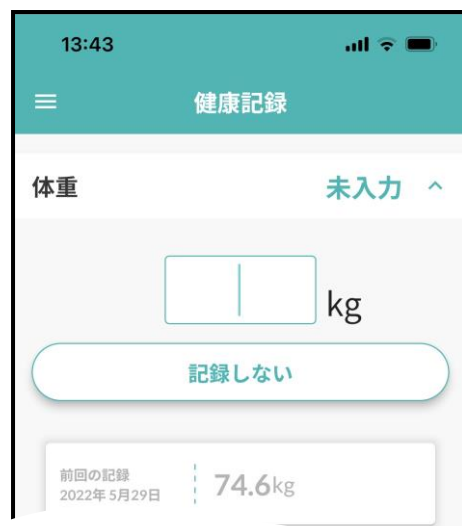 13:43
健康記録
体重 未入力
kg
記録しない
前回の記録
2022年 5月29日
74.6kg